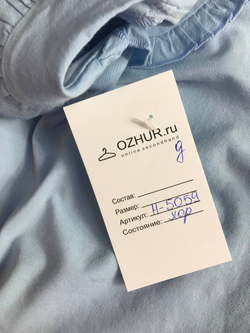 OZHUR.ru
online secondhand
g
Состав:
Размер:
Артикул: H-5059
Состояние: хор